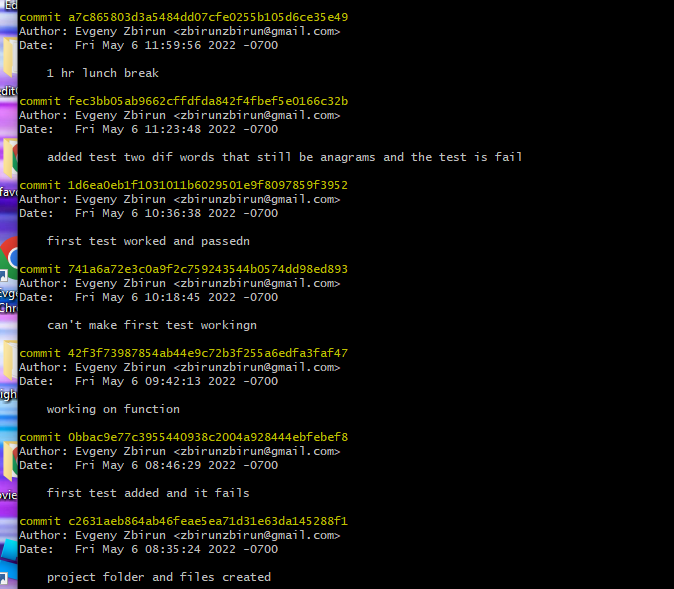 Ed
commit a7c865803d3a5484dd07cfe0255b105d6ce35e49
Author: Evgeny Zbirun <zbirunzbirun@gmail.com>
Date:   Fri May 6 11:59:56 2022 -0700
1 hr lunch break
edit
commit fec3bb05ab9662cffdfda842f4fbef5e0166c32b
Author: Evgeny Zbirun <zbirunzbirun@gmail.com>
Date:   Fri May 6 11:23:48 2022 -0700
added test two dif words that still be anagrams and the test is fail
commit 1d6ea0eb1f1031011b6029501e9f8097859f3952
favo
Author: Evgeny Zbirun <zbirunzbirun@gmail.com>
Date:   Fri May 6 10:36:38 2022 -0700
first test worked and passedn
commit 741a6a72e3c0a9f2c759243544b0574dd98ed893
Author: Evgeny Zbirun <zbirunzbirun@gmail.com>
Evge
Date:   Fri May 6 10:18:45 2022 -0700
Chr
can't make first test workingn
commit 42f3f73987854ab44e9c72b3f255a6edfa3faf47
Author: Evgeny Zbirun <zbirunzbirun@gmail.com>
Date:   Fri May 6 09:42:13 2022 -0700
igh
working on function
commit 0bbac9e77c3955440938c2004a928444ebfebef8
Author: Evgeny Zbirun <zbirunzbirun@gmail.com>
Date:   Fri May 6 08:46:29 2022 -0700
first test added and it fails
ovie
commit c2631aeb864ab46feae5ea71d31e63da145288f1
Author: Evgeny Zbirun <zbirunzbirun@gmail.com>
Date:   Fri May 6 08:35:24 2022 -0700
project folder and files created